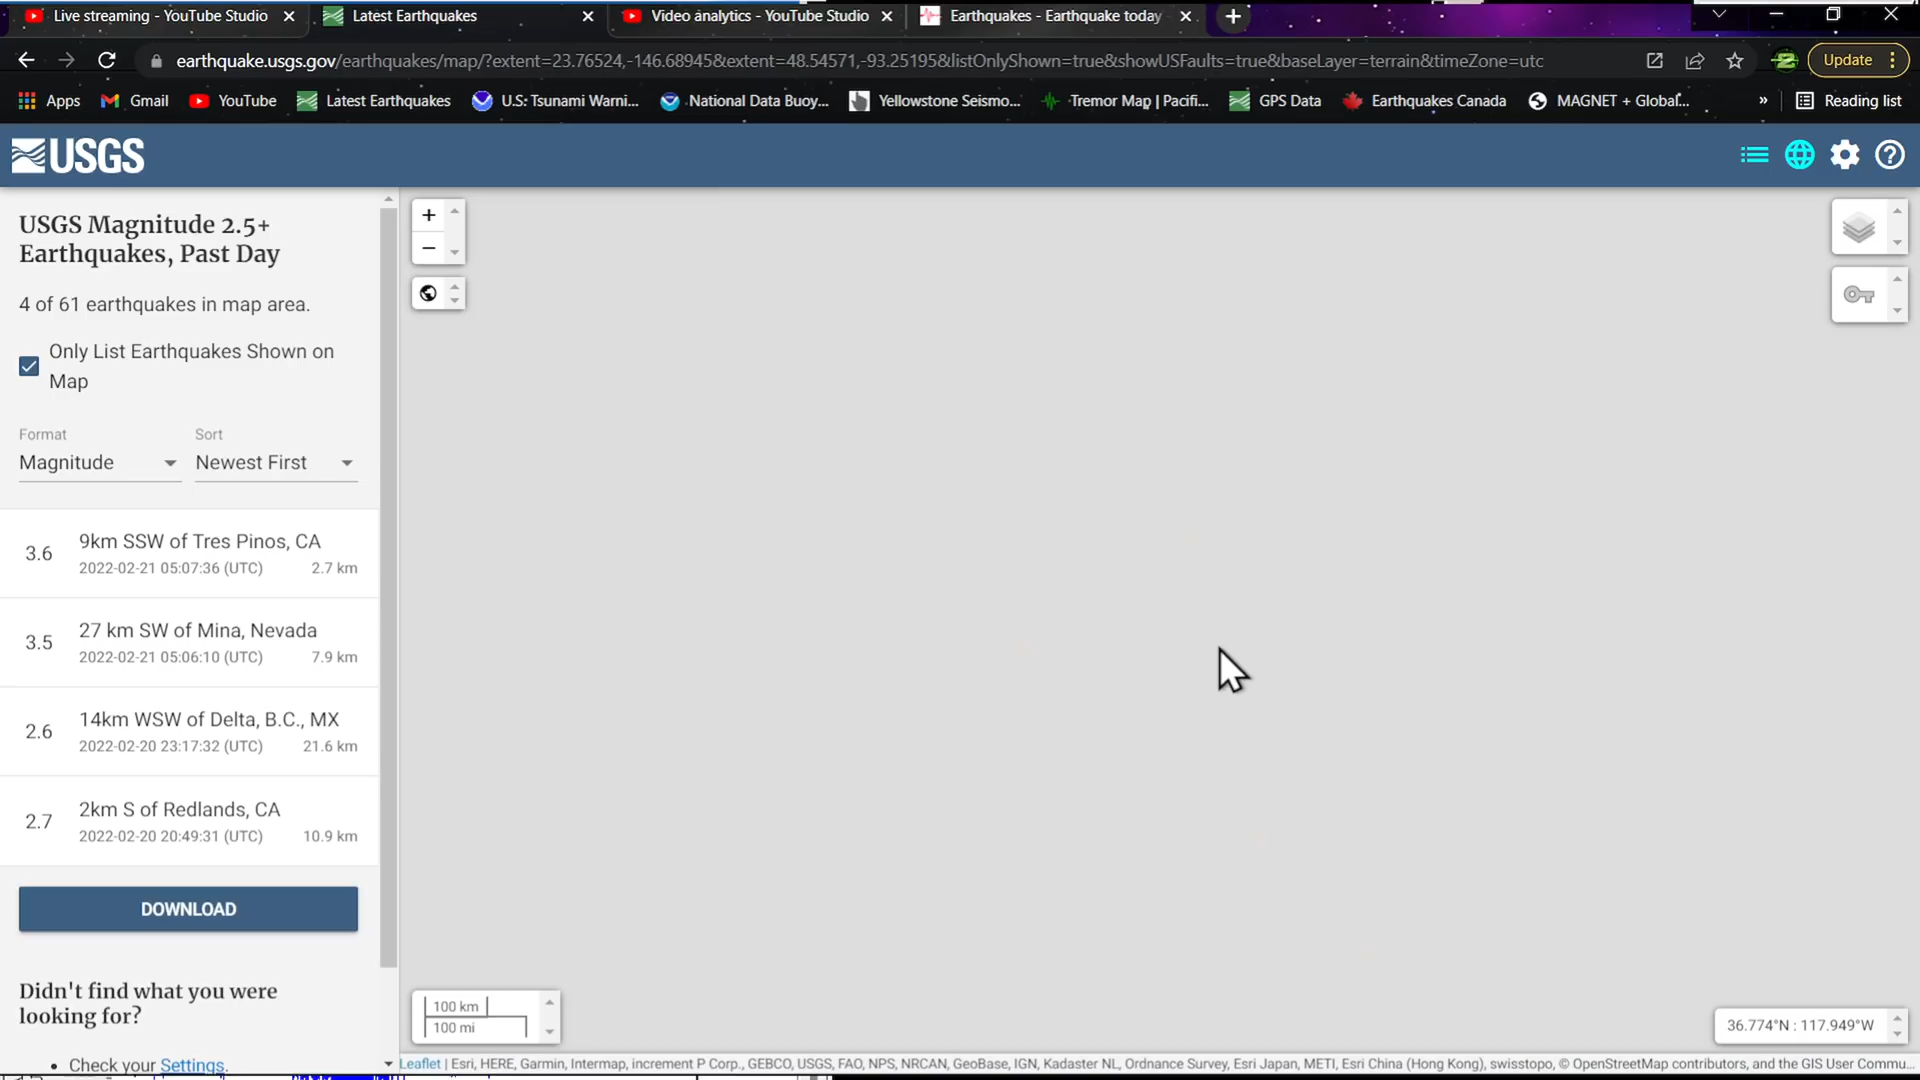 Live streaming - YouTube Studio
Latest Earthquakes
Video analytics - YouTube Studio
Earthquakes - Earthquake today
earthquake.usgs.gov/earthquakes/map/?extent=23.76524,-146.68945&extent=48.54571,-93.25195&listOnlyShown=true&showUSFaults=true&baseLayer=terrain&timeZone=utc
Update
Apps
Gmail
YouTube
Latest Earthquakes
U.S: Tsunami Warni...
National Data Buoy...
Yellowstone Seismo...
Tremor Map | Pacifi...
GPS Data
Earthquakes Canada
MAGNET + Global...
»
Reading list
USGS
USGS Magnitude 2.5+
Earthquakes, Past Day
4 of 61 earthquakes in map area.
Only List Earthquakes Shown on
Map
Format
Sort
Magnitude
Newest First
3.6
9km SSW of Tres Pinos, CA
2022-02-21 05:07:36 (UTC) 2.7 km
3.5
27 km SW of Mina, Nevada
2022-02-21 05:06:10 (UTC) 7.9 km
2.6
14km WSW of Delta, B.C., MX
2022-02-20 23:17:32 (UTC) 21.6 km
2.7
2km S of Redlands, CA
2022-02-20 20:49:31 (UTC) 10.9 km
DOWNLOAD
Didn't find what you were
looking for?
• Check your Settings.
+
−
100 km
100 mi
36.774°N : 117.949°W
Leaflet | Esri, HERE, Garmin, Intermap, increment P Corp., GEBCO, USGS, FAO, NPS, NRCAN, GeoBase, IGN, Kadaster NL, Ordnance Survey, Esri Japan, METI, Esri China (Hong Kong), swisstopo, © OpenStreetMap contributors, and the GIS User Commu...